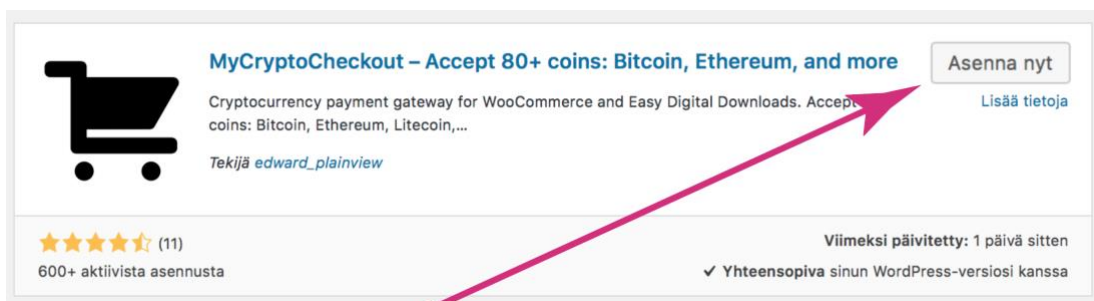 MyCryptoCheckout – Accept 80+ coins: Bitcoin, Ethereum, and more
Asenna nyt
Cryptocurrency payment gateway for WooCommerce and Easy Digital Downloads. Accept
Lisää tietoja
coins: Bitcoin, Ethereum, Litecoin,...
Tekijä edward_plainview
(11)
Viimeksi päivitetty: 1 päivä sitten
600+ aktiivista asennusta
✓ Yhteensopiva sinun WordPress-versiosi kanssa